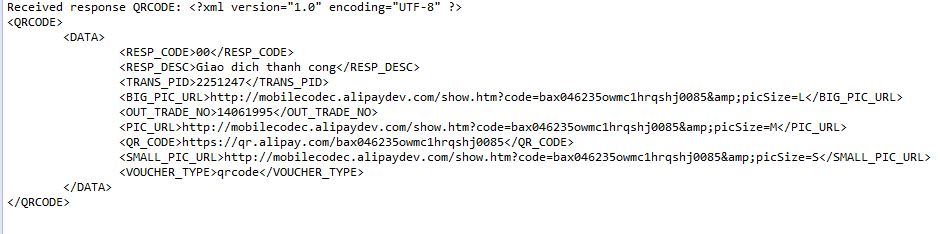 Received response QRCODE: <?xml version="1.0" encoding="UTF-8" ?>
<QRCODE>
<DATA>
<RESP_CODE>00</RESP_CODE>
<RESP_DESC>Giao dich thanh cong</RESP_DESC>
<TRANS_PID>2251247</TRANS_PID>
<BIG_PIC_URL>http://mobilecodec.alipaydev.com/show.htm?code=bax046235owmc1hrqshj0085&amp;picSize=L</BIG_PIC_URL>
<OUT_TRADE_NO>14061995</OUT_TRADE_NO>
<PIC_URL>http://mobilecodec.alipaydev.com/show.htm?code=bax046235owmc1hrqshj0085&amp;picSize=M</PIC_URL>
<QR_CODE>https://qr.alipay.com/bax046235owmc1hrqshj0085</QR_CODE>
<SMALL_PIC_URL>http://mobilecodec.alipaydev.com/show.htm?code=bax046235owmc1hrqshj0085&amp;picSize=S</SMALL_PIC_URL>
<VOUCHER_TYPE>qrcode</VOUCHER_TYPE>
</DATA>
</QRCODE>